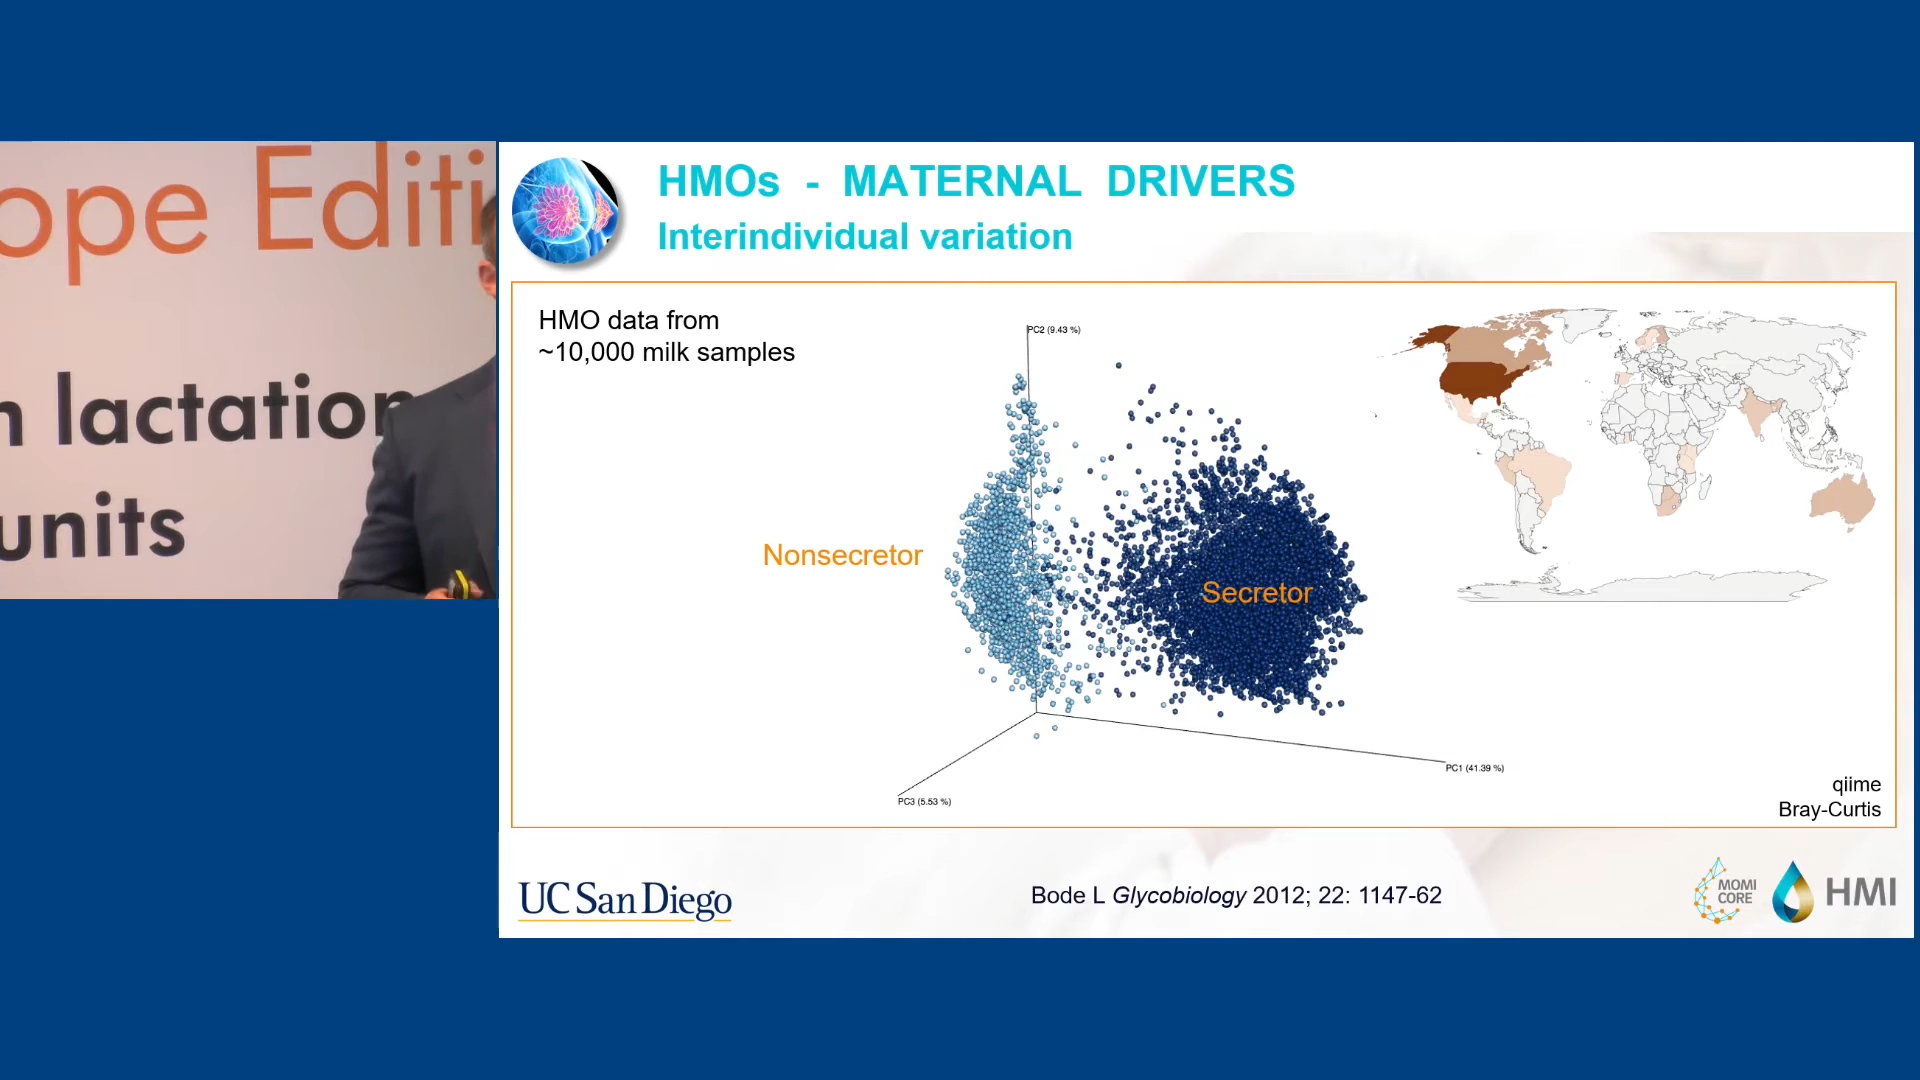 ope Editi
n lactation
units
HMOs - MATERNAL DRIVERS
Interindividual variation
HMO data from
~10,000 milk samples
PC2 (9.43 %)
Nonsecretor
Secretor
PC1 (41.39 %)
PC3 (5.53 %)
qiime
Bray-Curtis
UC San Diego
Bode L Glycobiology 2012; 22: 1147-62
MOMI
CORE
HMI